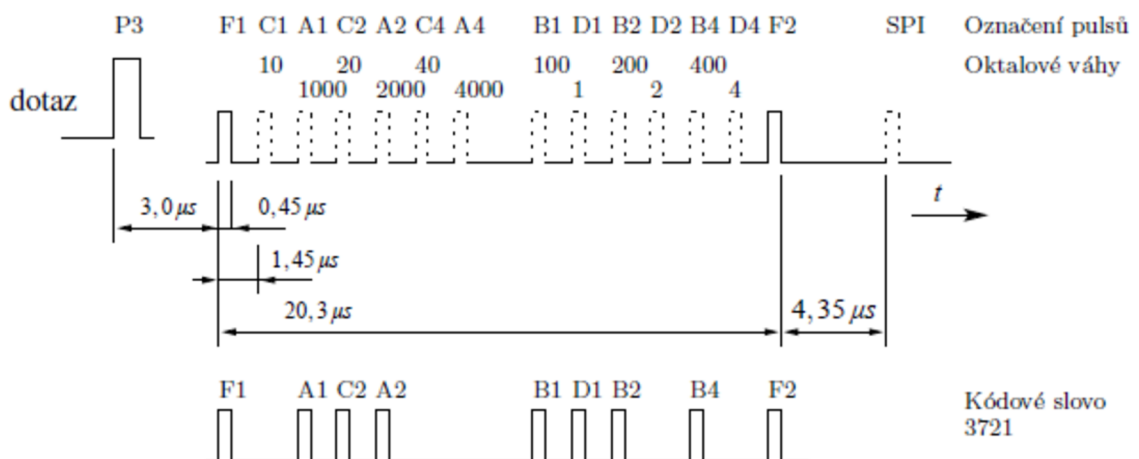 P3 F1 C1 A1 C2 A2 C4 A4 B1 D1 B2 D2 B4 D4 F2 SPI Označení pulsů
10 20 40 100 200 400 Oktalové váhy
1000 2000 4000 1 2 4
dotaz
t
3,0 μs 0,45 μs
1,45 μs
20,3 μs 4,35 μs
F1 A1 C2 A2 B1 D1 B2 B4 F2 Kódové slovo
3721